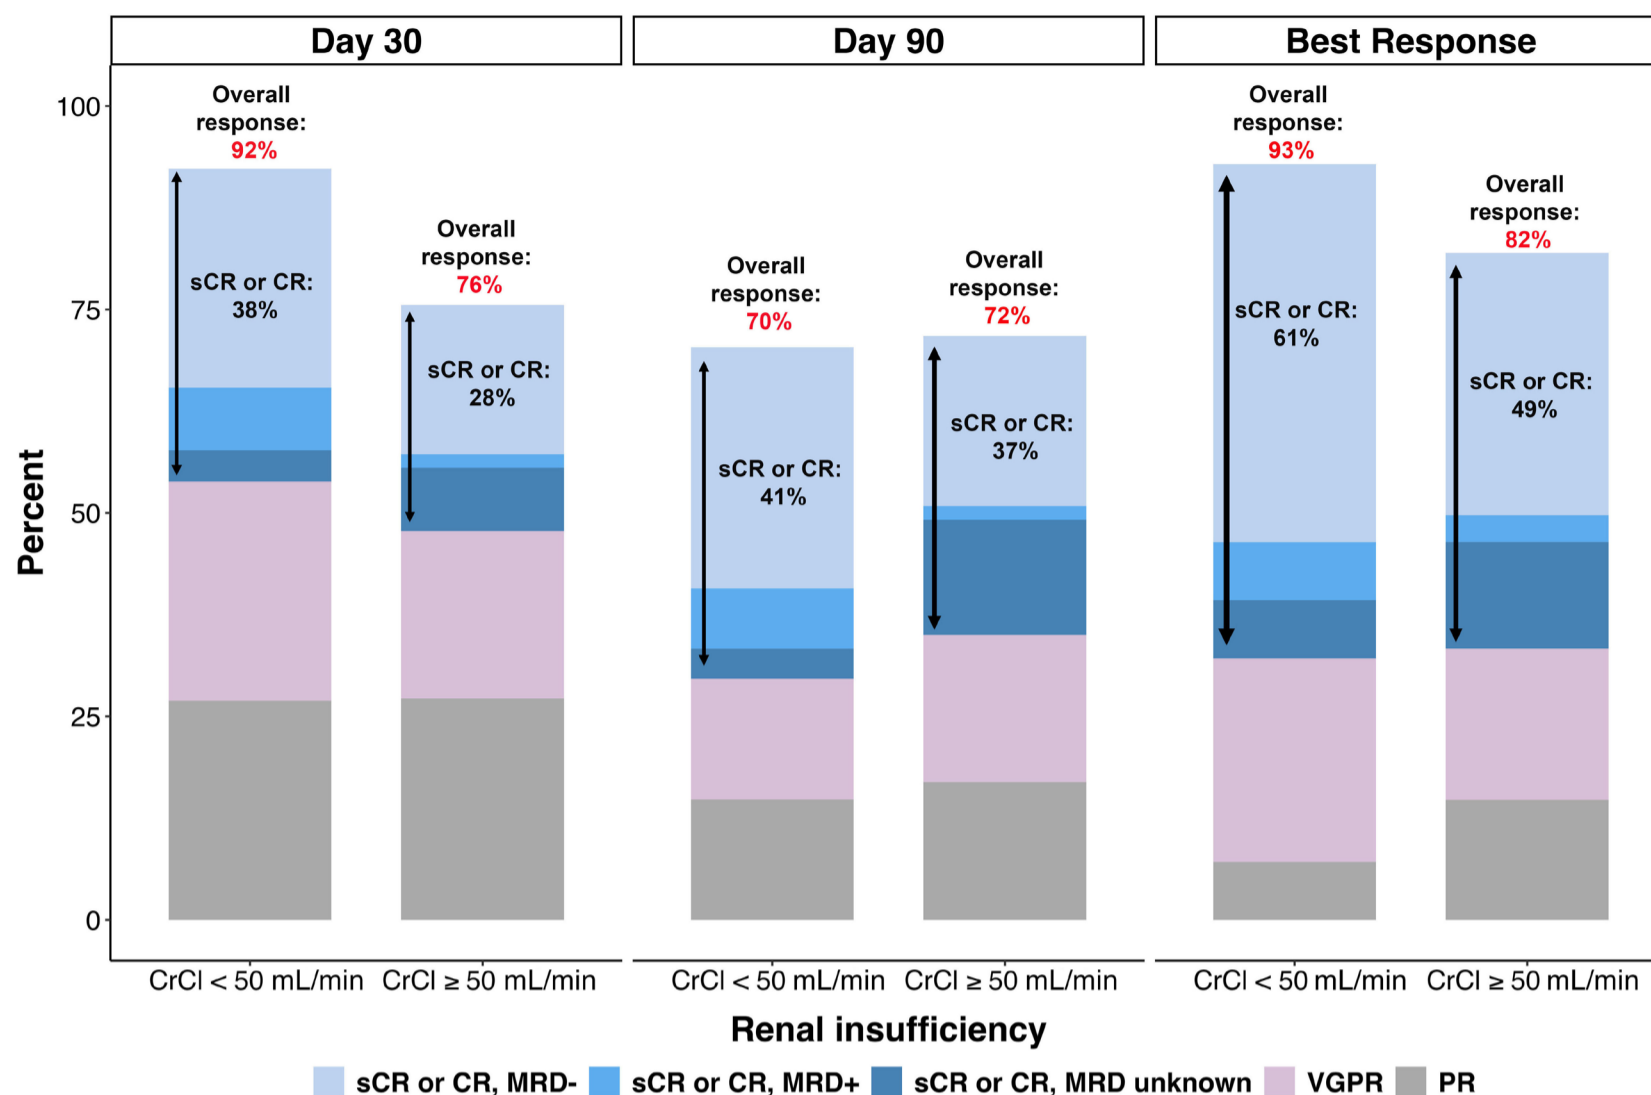 Day 30
Day 90
Best Response
Overall
response:
92%
sCR or CR:
38%
Overall
response:
76%
sCR or CR:
28%
Overall
response:
70%
sCR or CR:
41%
Overall
response:
72%
sCR or CR:
37%
Overall
response:
93%
sCR or CR:
61%
Overall
response:
82%
sCR or CR:
49%
Percent
100
75
50
25
0
CrCl < 50 mL/min CrCl ≥ 50 mL/min
CrCl < 50 mL/min CrCl ≥ 50 mL/min
CrCl < 50 mL/min CrCl ≥ 50 mL/min
Renal insufficiency
sCR or CR, MRD- sCR or CR, MRD+ sCR or CR, MRD unknown VGPR PR